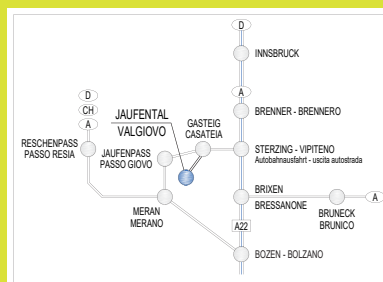 D
INNSBRUCK
A
D
CH
A
BRENNER - BRENNERO
JAUFENTAL
VALGIOVO
GASTEIG
CASATEIA
RESCHENPASS
PASSO RESIA
JAUFENPASS
PASSO GIOVO
STERZING - VIPITENO
Autobahnausfahrt - uscita autostrada
BRIXEN
BRESSANONE
A
MERAN
MERANO
BRUNECK
BRUNICO
A22
BOZEN - BOLZANO